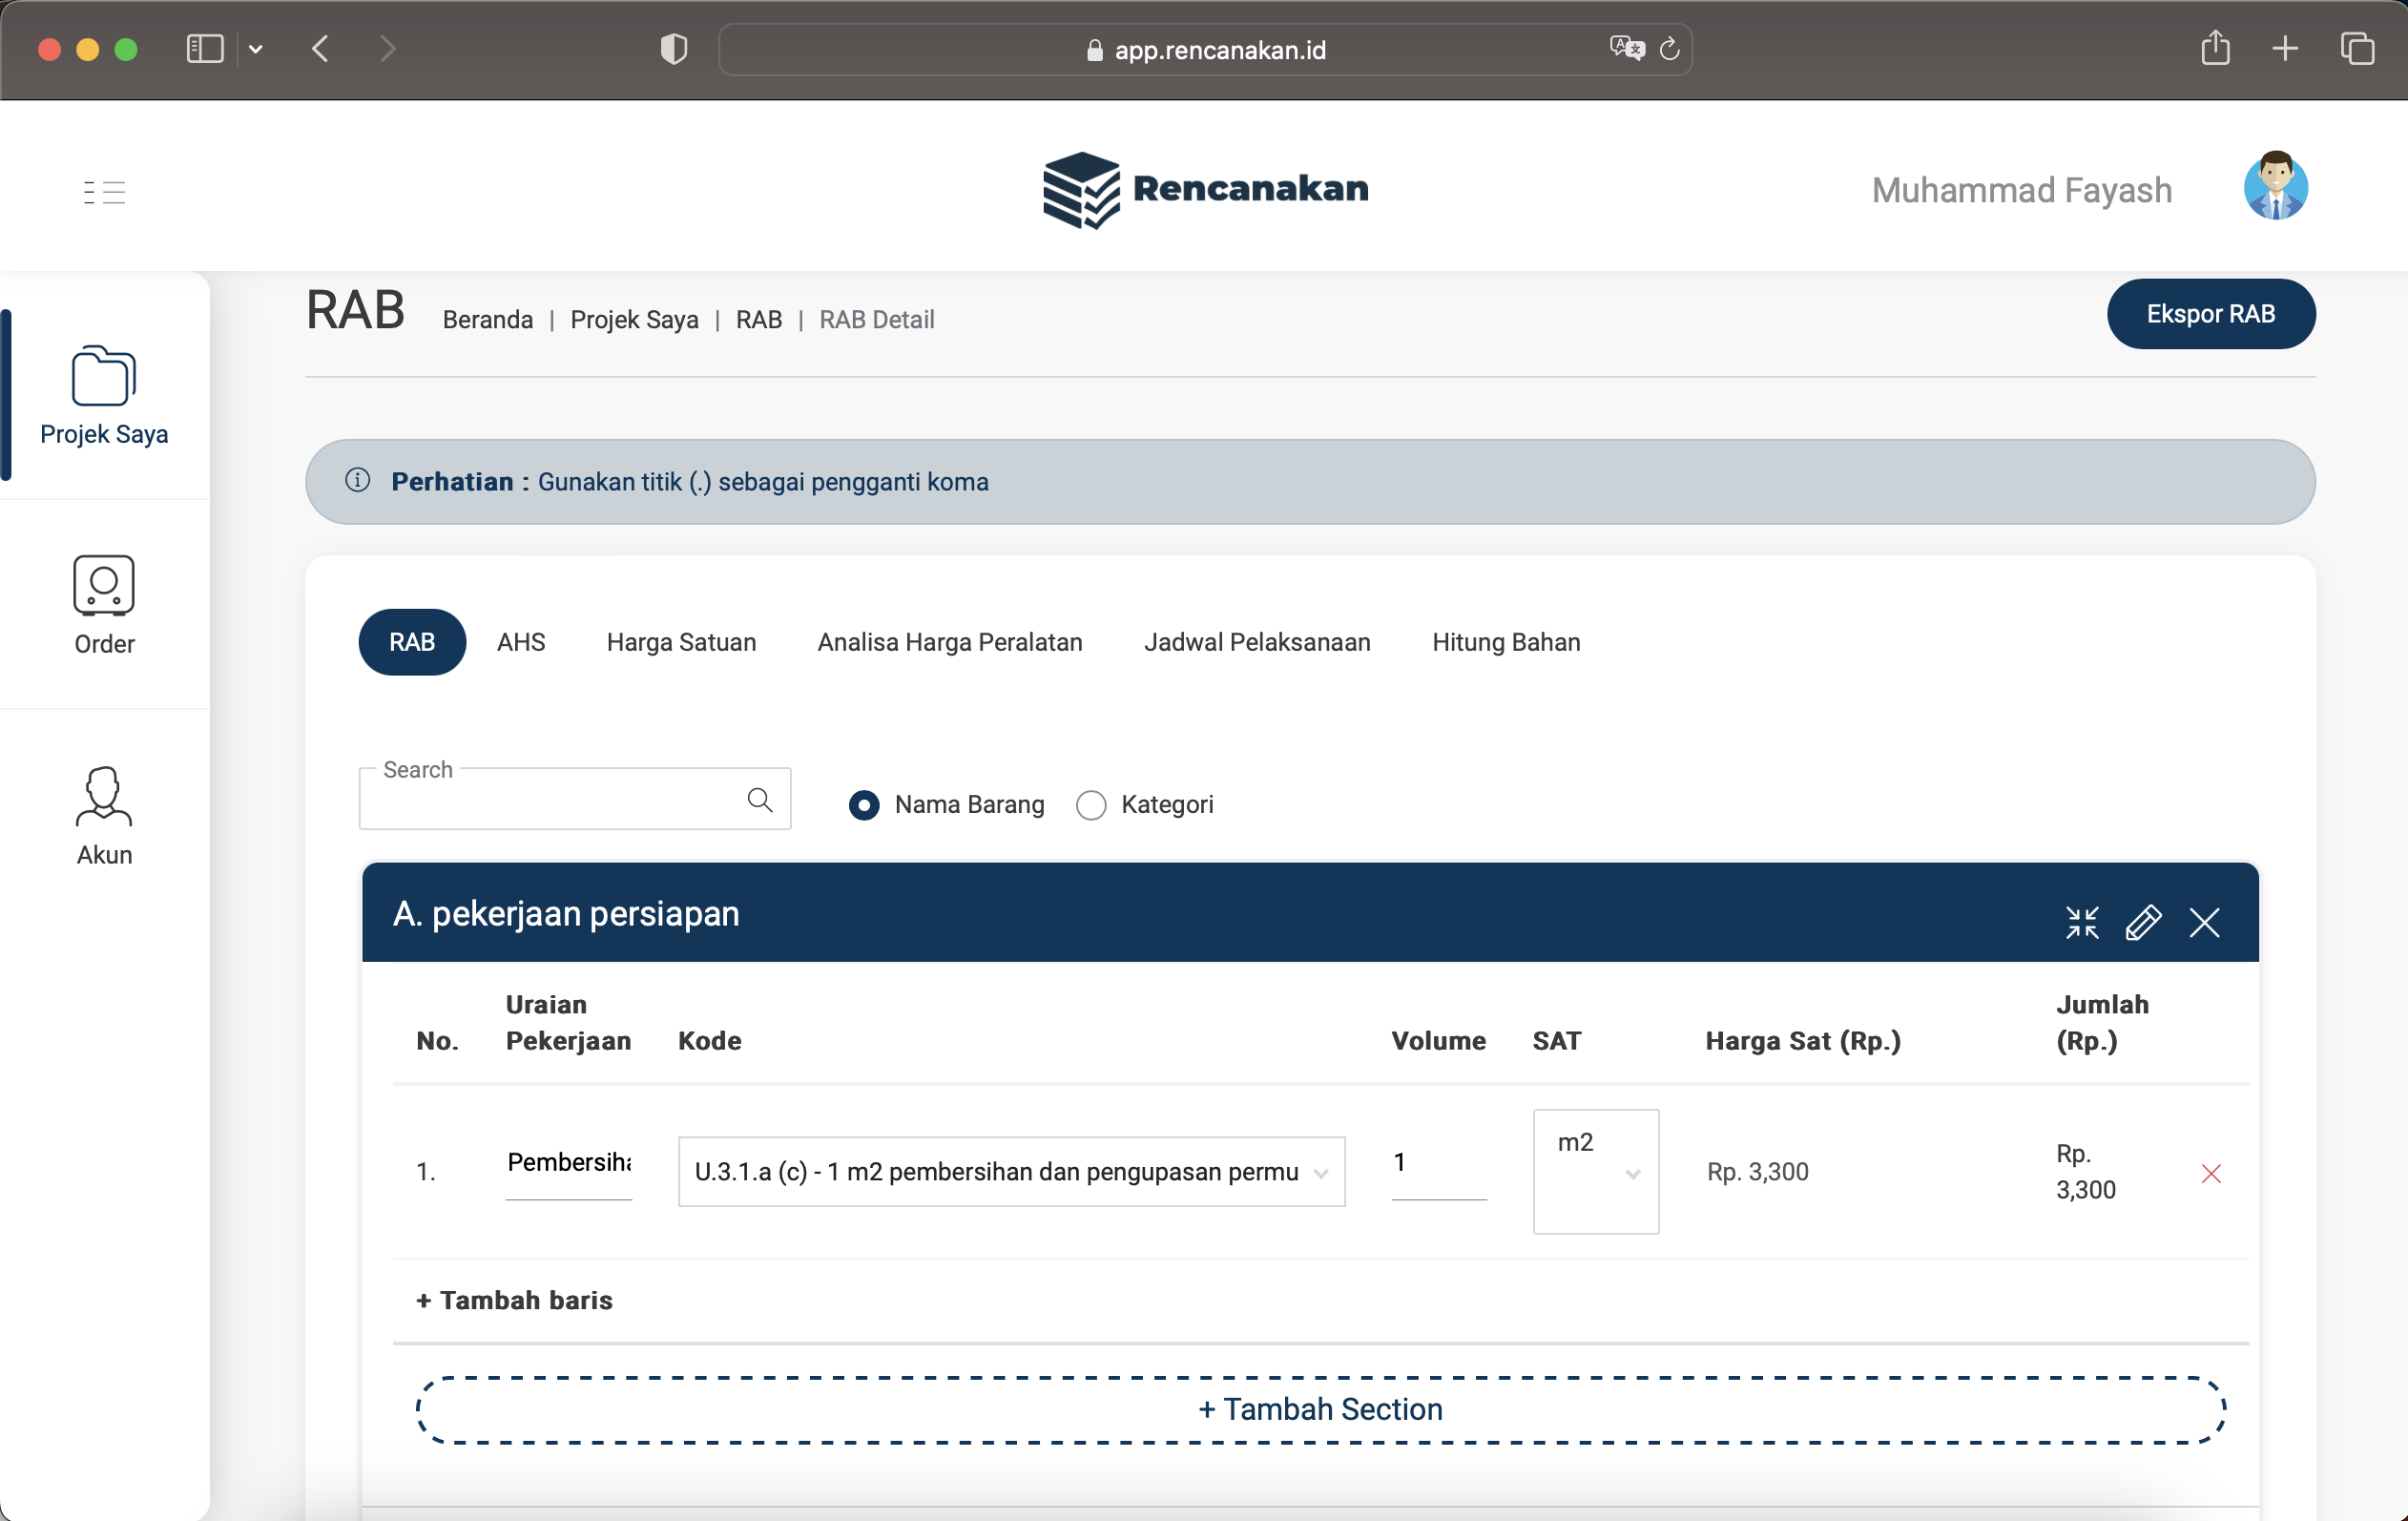 app.rencanakan.id
Rencanakan
Muhammad Fayash
RAB
Beranda | Projek Saya | RAB | RAB Detail
Ekspor RAB
Projek Saya
Order
Akun
Perhatian : Gunakan titik (.) sebagai pengganti koma
RAB AHS Harga Satuan Analisa Harga Peralatan Jadwal Pelaksanaan Hitung Bahan
Search
Nama Barang Kategori
A. pekerjaan persiapan
No. Uraian Pekerjaan Kode Volume SAT Harga Sat (Rp.) Jumlah (Rp.)
1. Pembersiha U.3.1.a (c) - 1 m2 pembersihan dan pengupasan permu 1 m2 Rp. 3,300 Rp. 3,300
+ Tambah baris
+ Tambah Section